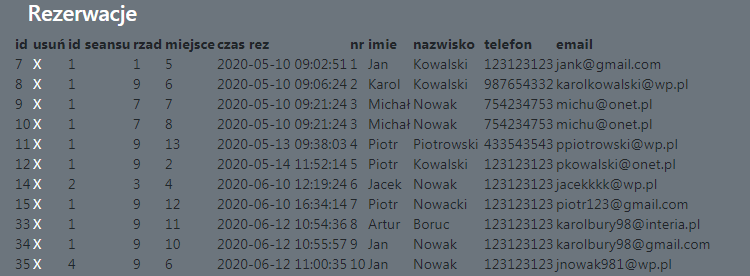 Rezerwacje
id usuń id seansu rzad miejsce czas rez nr imie nazwisko telefon email
7 X 1 1 5 2020-05-10 09:02:51 1 Jan Kowalski 123123123 jank@gmail.com
8 X 1 9 6 2020-05-10 09:06:24 2 Karol Kowalski 987654332 karolkowalski@wp.pl
9 X 1 7 7 2020-05-10 09:21:24 3 Michał Nowak 754234753 michu@onet.pl
10 X 1 7 8 2020-05-10 09:21:24 3 Michał Nowak 754234753 michu@onet.pl
11 X 1 9 13 2020-05-13 09:38:03 4 Piotr Piotrowski 433543543 ppiotrowski@wp.pl
12 X 1 9 2 2020-05-14 11:52:14 5 Piotr Kowalski 123123123 pkowalski@onet.pl
14 X 2 3 4 2020-06-10 12:19:24 6 Jacek Nowak 123123123 jacekkkk@wp.pl
15 X 1 9 12 2020-06-10 16:34:14 7 Piotr Nowacki 123123123 piotr123@gmail.com
33 X 1 9 11 2020-06-12 10:54:36 8 Artur Boruc 123123123 karolbury98@interia.pl
34 X 1 9 10 2020-06-12 10:55:57 9 Jan Nowak 123123123 karolbury98@gmail.com
35 X 4 9 6 2020-06-12 11:00:35 10 Jan Nowak 123123123 jnowak981@wp.pl